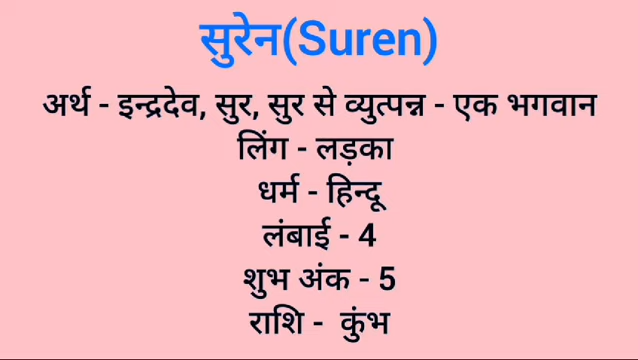 सुरेन(Suren)
अर्थ - इन्द्रदेव, सुर, सुर से व्युत्पन्न - एक भगवान
लिंग - लड़का
धर्म - हिन्दू
लंबाई - 4
शुभ अंक - 5
राशि - कुंभ